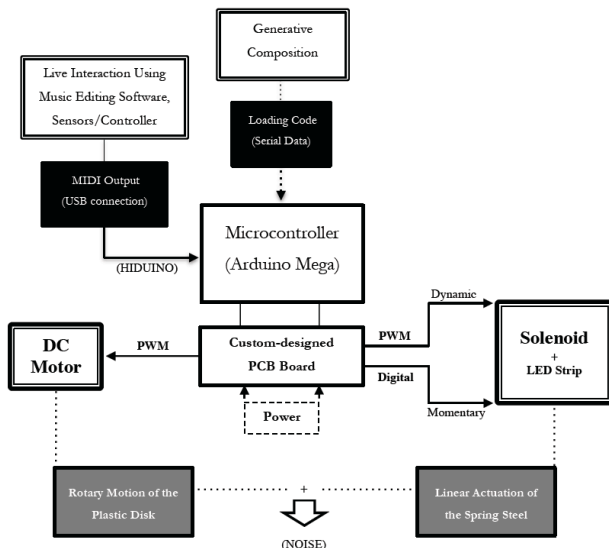 Generative
Composition
Live Interaction Using
Music Editing Software,
Sensors/Controller
Loading Code
(Serial Data)
MIDI Output
(USB connection)
Microcontroller
(Arduino Mega)
(HIDUINO)
Dynamic
DC
Motor
PWM
Custom-designed
PCB Board
PWM
Digital
Solenoid
+
LED Strip
Momentary
Power
Rotary Motion of the
Plastic Disk
+
Linear Actuation of
the Spring Steel
(NOISE)